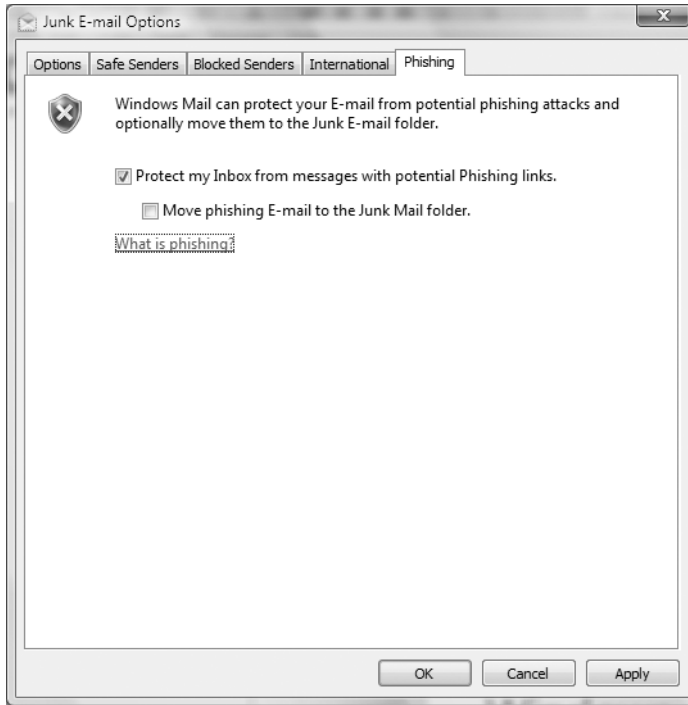 Junk E-mail Options
Options Safe Senders Blocked Senders International Phishing
Windows Mail can protect your E-mail from potential phishing attacks and
optionally move them to the Junk E-mail folder.
Protect my Inbox from messages with potential Phishing links.
Move phishing E-mail to the Junk Mail folder.
What is phishing?
OK Cancel Apply